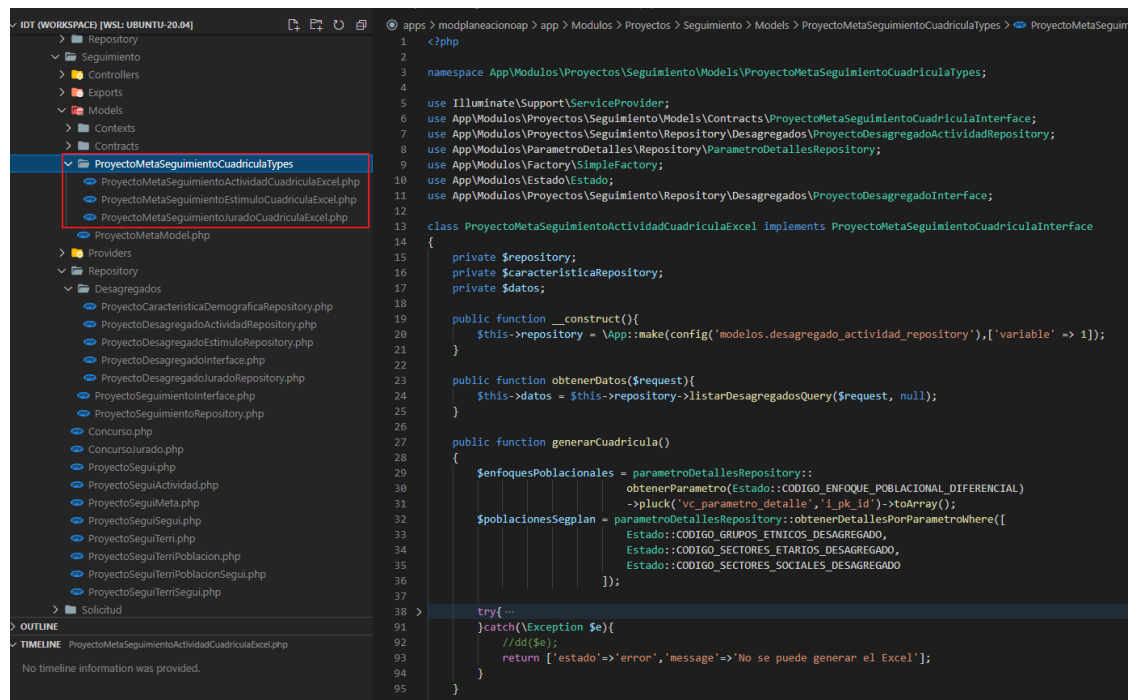 IDT (WORKSPACE) [WSL: UBUNTU-20.04]
Repository
Seguimiento
Controllers
Exports
Models
Contexts
Contracts
ProyectoMetaSeguimientoCuadriculaTypes
ProyectoMetaSeguimientoActividadCuadriculaExcel.php
ProyectoMetaSeguimientoEstimuloCuadriculaExcel.php
ProyectoMetaSeguimientoJuradoCuadriculaExcel.php
ProyectoMetaModel.php
Providers
Repository
Desagregados
ProyectoCaracteristicaDemograficaRepository.php
ProyectoDesagregadoActividadRepository.php
ProyectoDesagregadoEstimuloRepository.php
ProyectoDesagregadoInterface.php
ProyectoDesagregadoJuradoRepository.php
ProyectoSeguimientoInterface.php
ProyectoSeguimientoRepository.php
Concurso.php
ConcursoJurado.php
ProyectoSegui.php
ProyectoSeguiActividad.php
ProyectoSeguiMeta.php
ProyectoSeguiSegui.php
ProyectoSeguiTerri.php
ProyectoSeguiTerriPoblacion.php
ProyectoSeguiTerriPoblacionSegui.php
ProyectoSeguiTerriSegui.php
Solicitud
OUTLINE
TIMELINE ProyectoMetaSeguimientoActividadCuadriculaExcel.php
No timeline information was provided.
apps > modplaneacionoap > app > Modulos > Proyectos > Seguimiento > Models > ProyectoMetaSeguimientoCuadriculaTypes > ProyectoMetaSeguim
1 <?php
2
3 namespace App\Modulos\Proyectos\Seguimiento\Models\ProyectoMetaSeguimientoCuadriculaTypes;
4
5 use Illuminate\Support\ServiceProvider;
6 use App\Modulos\Proyectos\Seguimiento\Models\Contracts\ProyectoMetaSeguimientoCuadriculaInterface;
7 use App\Modulos\Proyectos\Seguimiento\Repository\Desagregados\ProyectoDesagregadoActividadRepository;
8 use App\Modulos\ParametroDetalles\Repository\ParametroDetallesRepository;
9 use App\Modulos\Factory\SimpleFactory;
10 use App\Modulos\Estado\Estado;
11 use App\Modulos\Proyectos\Seguimiento\Repository\Desagregados\ProyectoDesagregadoInterface;
12
13 class ProyectoMetaSeguimientoActividadCuadriculaExcel implements ProyectoMetaSeguimientoCuadriculaInterface
14 {
15 private $repository;
16 private $caracteristicaRepository;
17 private $datos;
18
19 public function __construct(){
20 $this->repository = \App::make(config('modelos.desagregado_actividad_repository'),['variable' => 1]);
21 }
22
23 public function obtenerDatos($request){
24 $this->datos = $this->repository->listarDesagregadosQuery($request, null);
25 }
26
27 public function generarCuadricula()
28 {
29 $enfoquesPoblacionales = parametroDetallesRepository::
30 obtenerParametro(Estado::CODIGO_ENFOQUE_POBLACIONAL_DIFERENCIAL)
31 ->pluck('vc_parametro_detalle','i_pk_id')->toArray();
32 $poblacionesSegplan = parametroDetallesRepository::obtenerDetallesPorParametroWhere([
33 Estado::CODIGO_GRUPOS_ETNICOS_DESAGREGADO,
34 Estado::CODIGO_SECTORES_ETARIOS_DESAGREGADO,
35 Estado::CODIGO_SECTORES_SOCIALES_DESAGREGADO
36 ]);
37
38 try{ ...
91 }catch(\Exception $e){
92 //dd($e);
93 return ['estado'=>'error','message'=>'No se puede generar el Excel'];
94 }
95 }